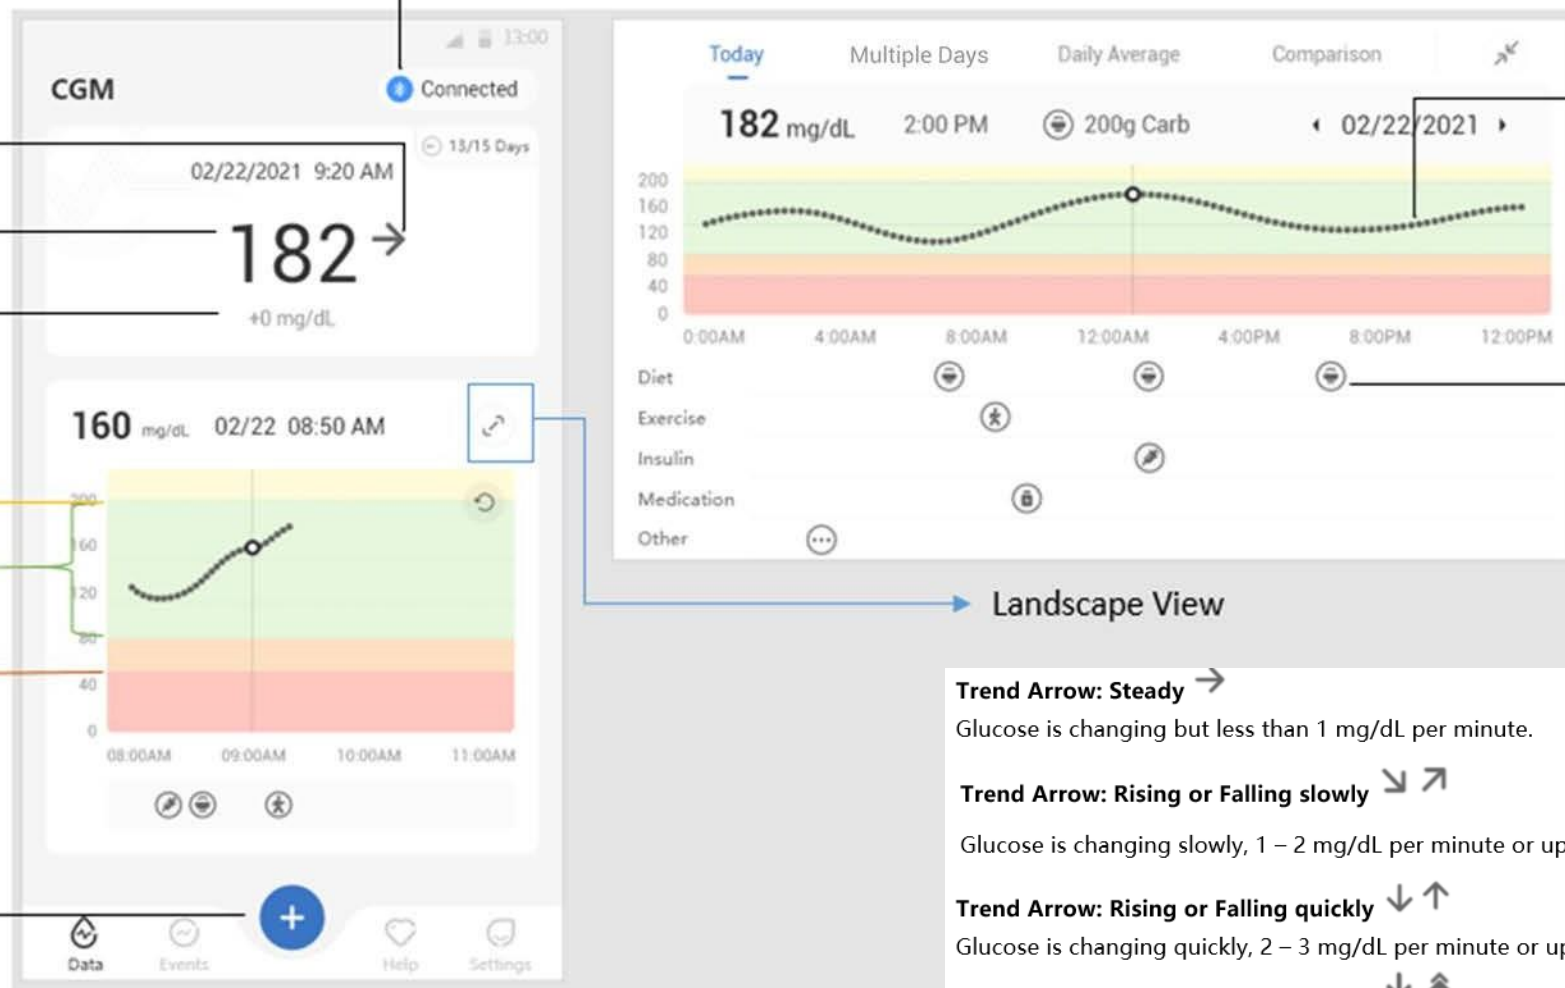 13:00
CGM
Connected
13/15 Days
02/22/2021 9:20 AM
182
+0 mg/dL
160 mg/dL 02/22 08:50 AM
200
160
120
80
40
0
08:00AM 09:00AM 10:00AM 11:00AM
+
Data Events Help Settings
Today Multiple Days Daily Average Comparison
182 mg/dL 2:00 PM 200g Carb 02/22/2021
200
160
120
80
40
0
0:00AM 4:00AM 8:00AM 12:00AM 4:00PM 8:00PM 12:00PM
Diet
Exercise
Insulin
Medication
Other
Landscape View
Trend Arrow: Steady →
Glucose is changing but less than 1 mg/dL per minute.
Trend Arrow: Rising or Falling slowly ↘ ↗
Glucose is changing slowly, 1 – 2 mg/dL per minute or up
Trend Arrow: Rising or Falling quickly ↓ ↑
Glucose is changing quickly, 2 – 3 mg/dL per minute or up